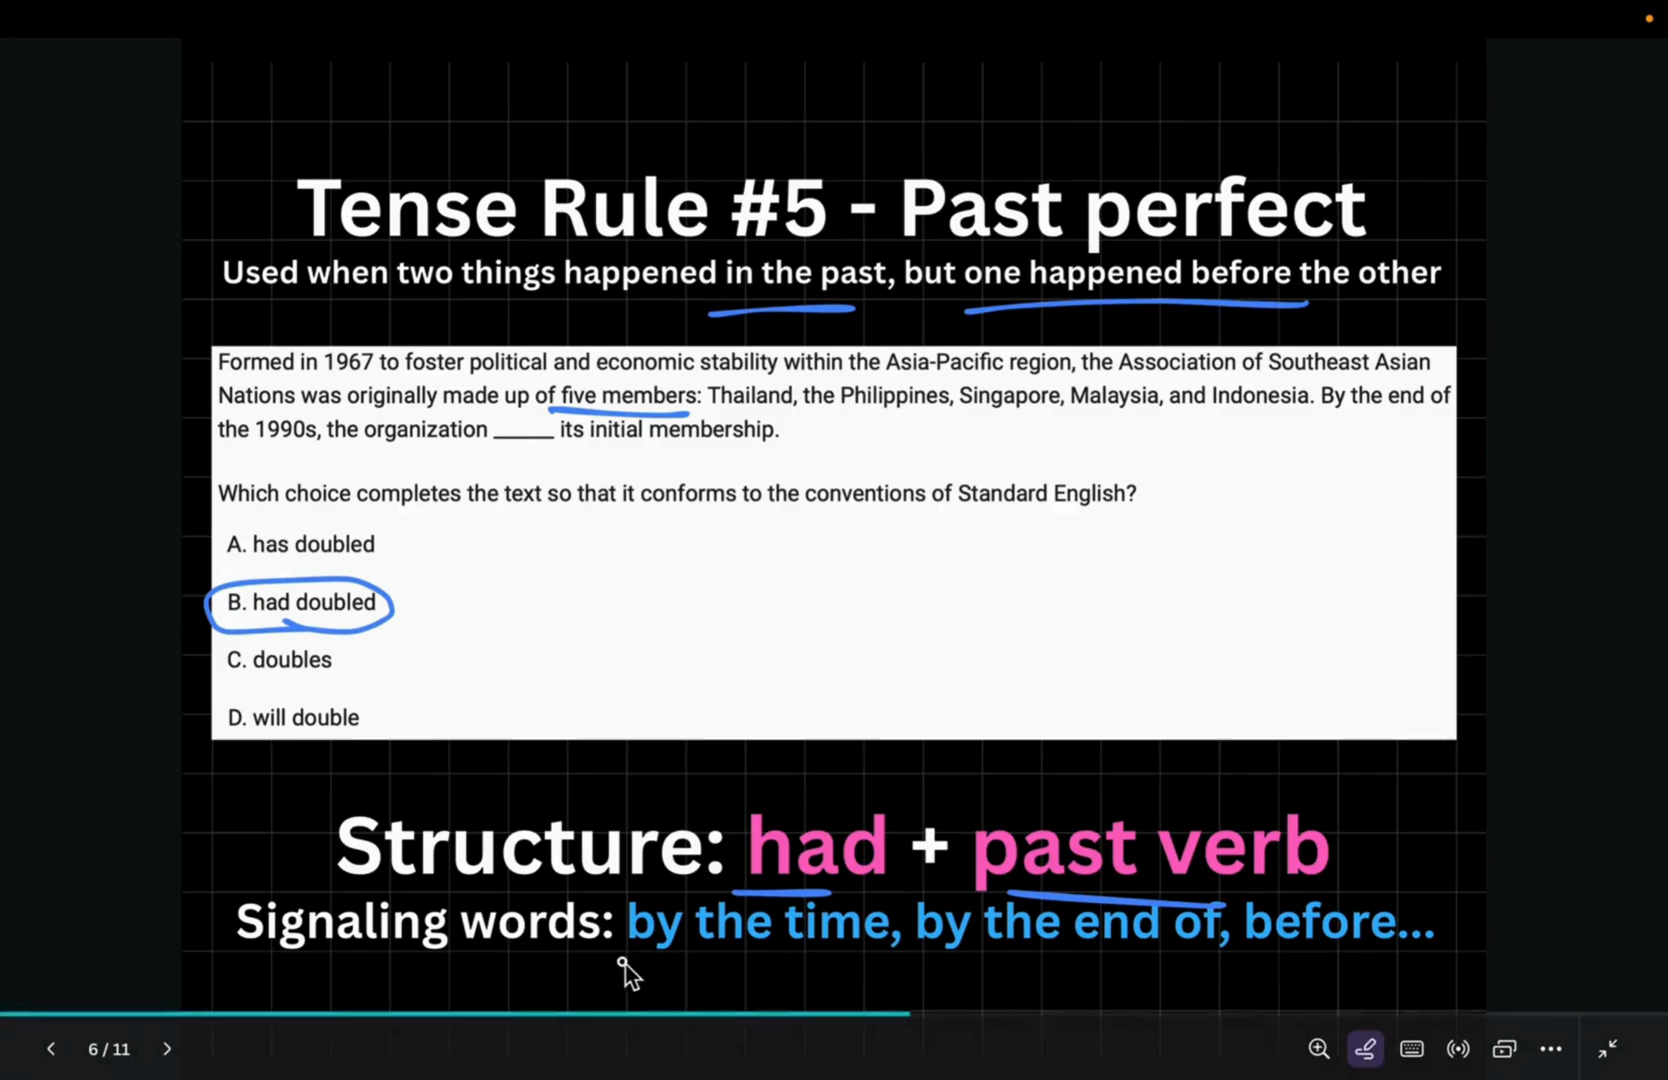 Tense Rule #5 - Past perfect
Used when two things happened in the past, but one happened before the other
Formed in 1967 to foster political and economic stability within the Asia-Pacific region, the Association of Southeast Asian
Nations was originally made up of five members: Thailand, the Philippines, Singapore, Malaysia, and Indonesia. By the end of
the 1990s, the organization ______ its initial membership.
Which choice completes the text so that it conforms to the conventions of Standard English?
A. has doubled
B. had doubled
C. doubles
D. will double
Structure: had + past verb
Signaling words: by the time, by the end of, before...
6 / 11